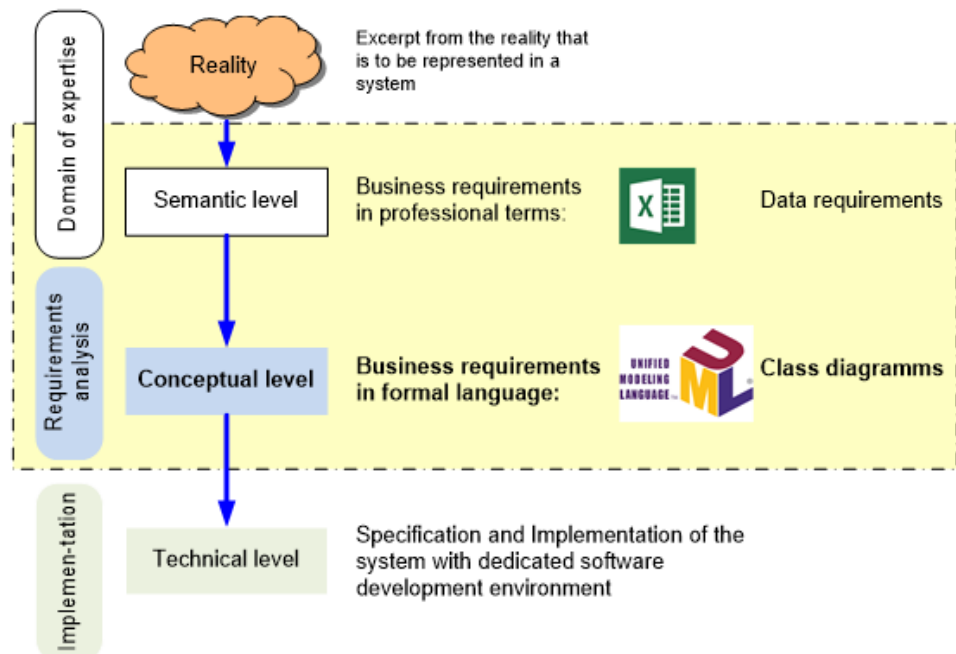 Domain of expertise
Reality
Excerpt from the reality that
is to be represented in a
system
Semantic level
Business requirements
in professional terms:
X
Data requirements
Requirements
analysis
Conceptual level
Business requirements
in formal language:
UNIFIED
MODELING
LANGUAGE™
UML®
Class diagramms
Implemen-tation
Technical level
Specification and Implementation of the
system with dedicated software
development environment